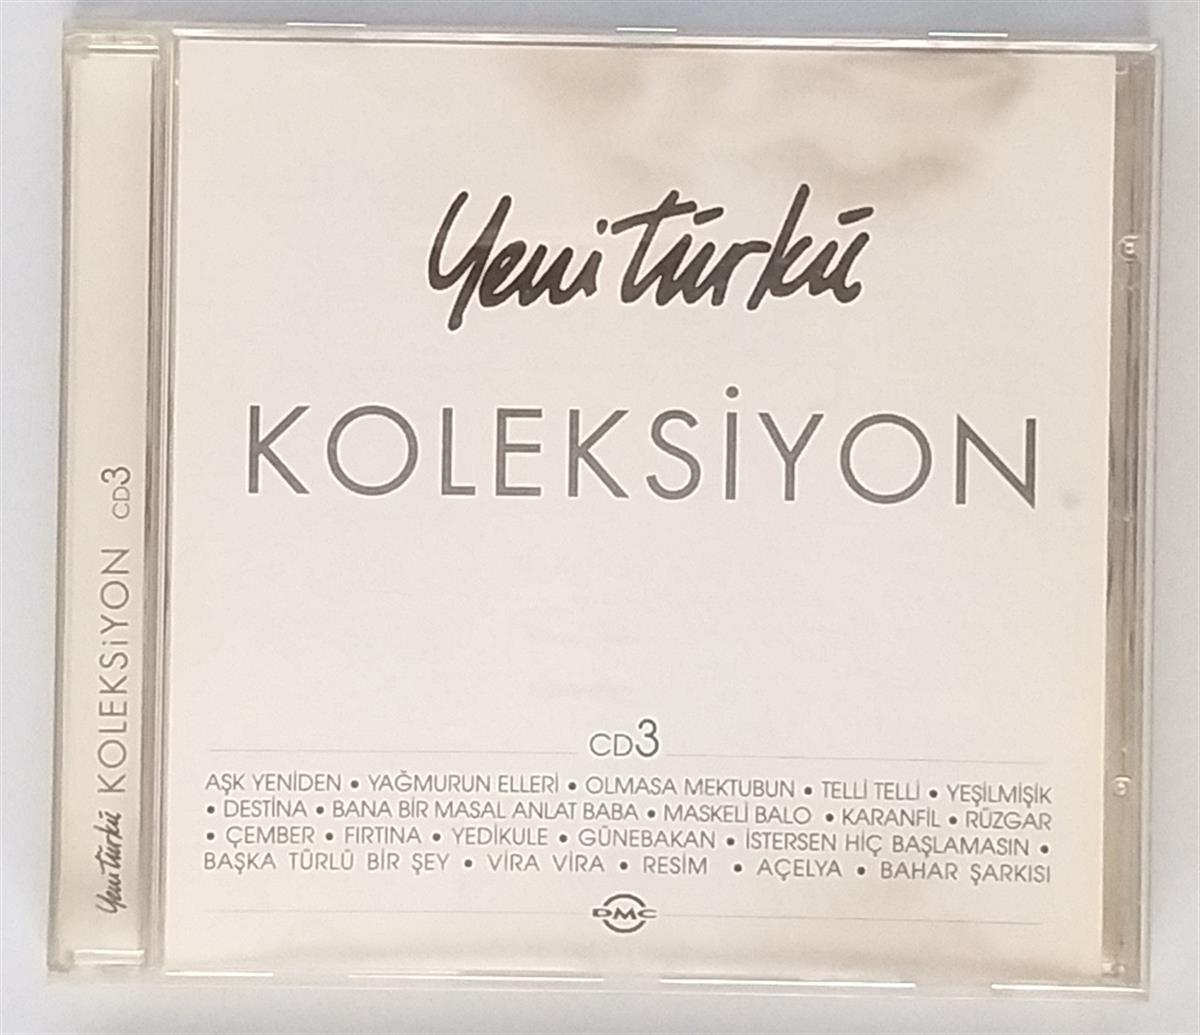 Yeni Türkü
KOLEKSİYON
CD3
AŞK YENİDEN • YAĞMURUN ELLERİ • OLMASA MEKTUBUN • TELLİ TELLİ • YEŞİLMİŞİK
• DESTİNA • BANA BİR MASAL ANLAT BABA • MASKELİ BALO • KARANFİL • RÜZGAR
• ÇEMBER • FIRTINA • YEDİKULE • GÜNEBAKAN • İSTERSEN HİÇ BAŞLAMASIN •
BAŞKA TÜRLÜ BİR ŞEY • VİRA VİRA • RESİM • AÇELYA • BAHAR ŞARKISI
DMC
Yeni Türkü KOLEKSİYON CD3